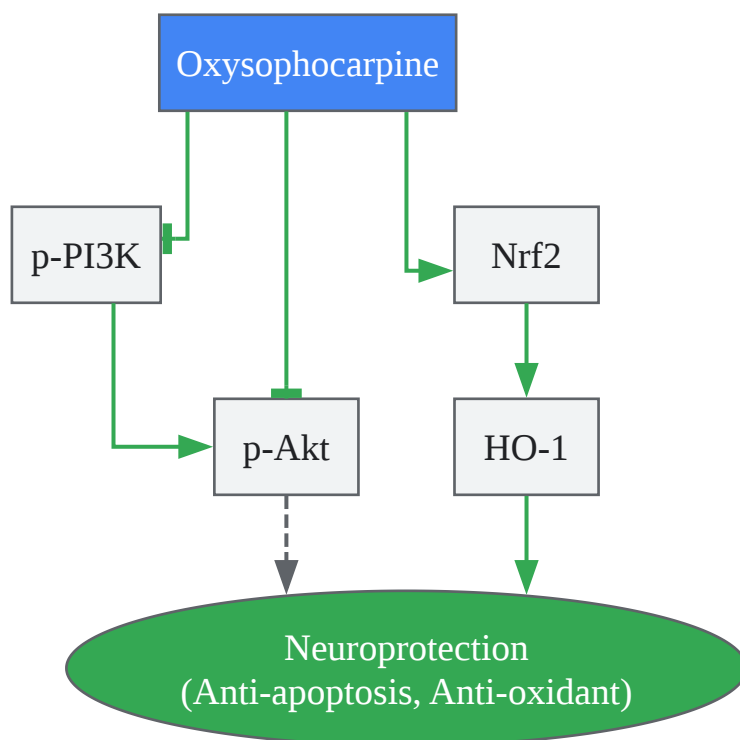 Oxysophocarpine
p-PI3K
Nrf2
p-Akt
HO-1
Neuroprotection
(Anti-apoptosis, Anti-oxidant)